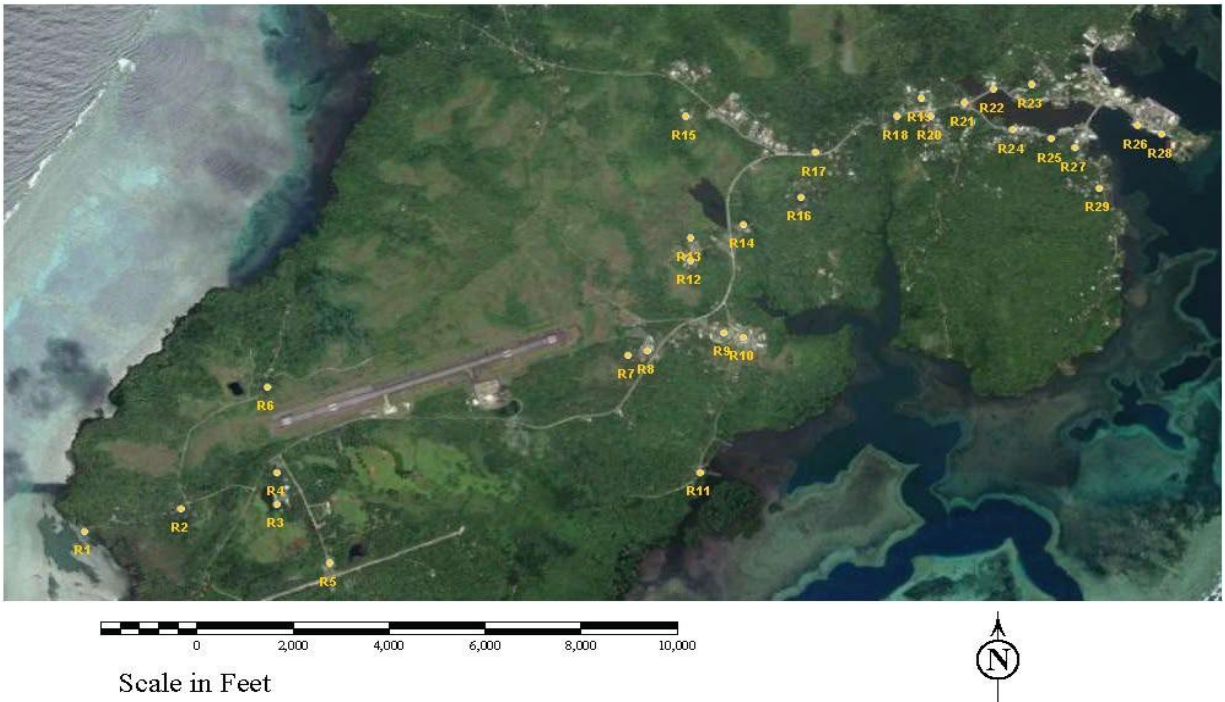 R23
R22
R19
R21
R15
R18
R20
R24
R25
R26
R28
R17
R27
R16
R29
R14
R13
R12
R9
R10
R7
R8
R6
R4
R11
R3
R2
R1
R5
0 2,000 4,000 6,000 8,000 10,000
Scale in Feet
N